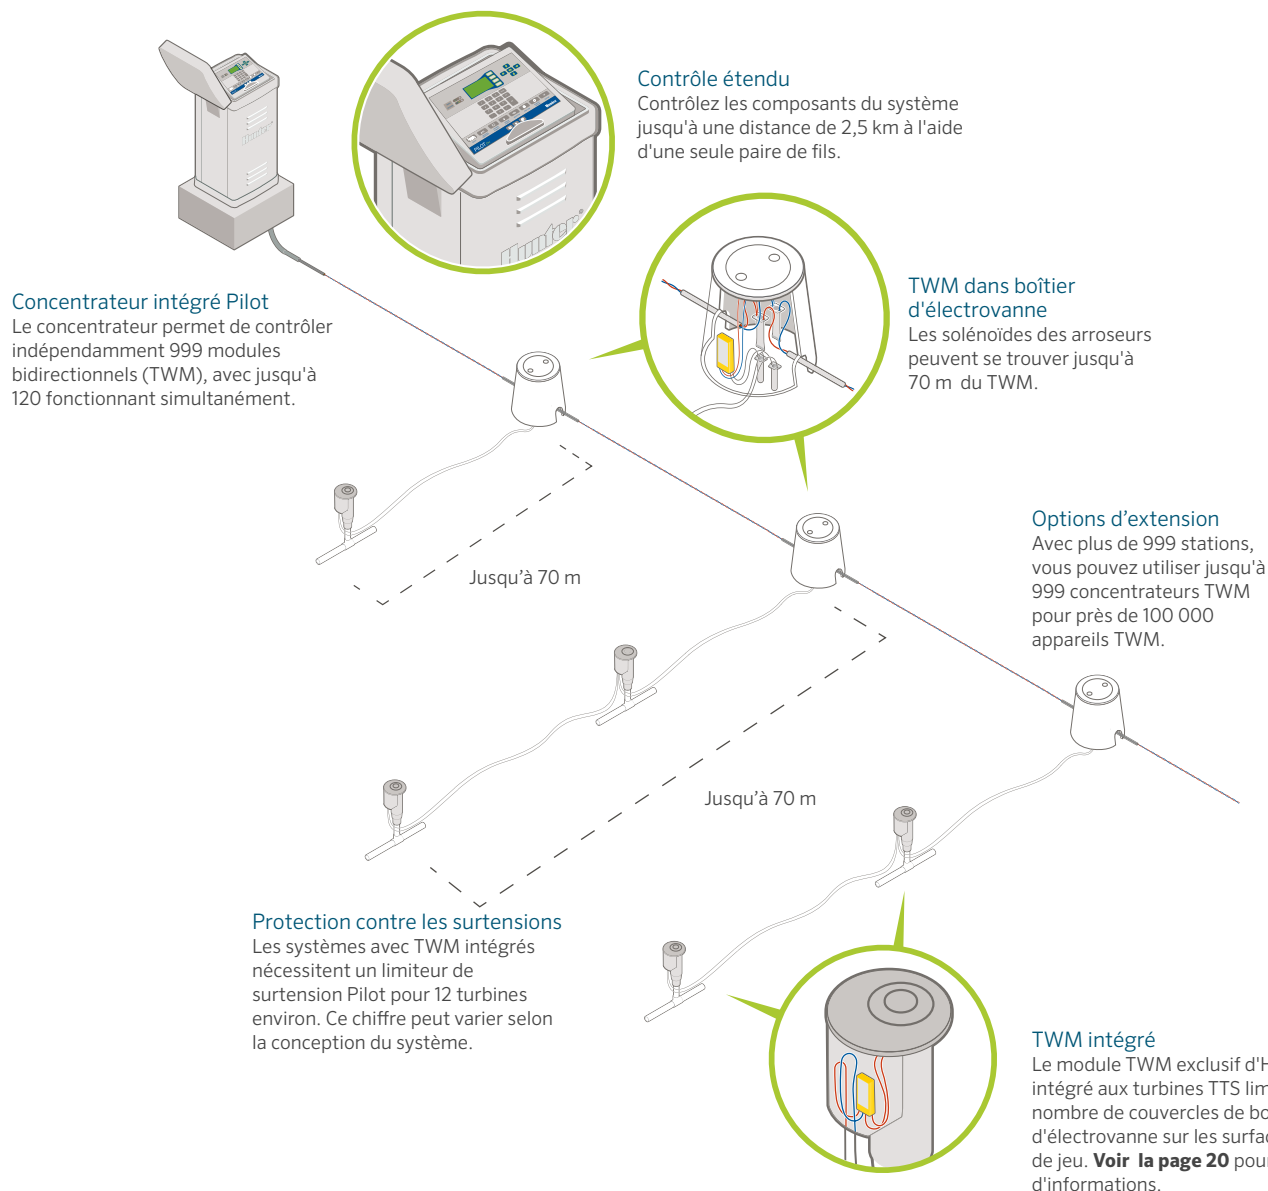 Contrôle étendu
Contrôlez les composants du système
jusqu'à une distance de 2,5 km à l'aide
d'une seule paire de fils.
Concentrateur intégré Pilot
Le concentrateur permet de contrôler
indépendamment 999 modules
bidirectionnels (TWM), avec jusqu'à
120 fonctionnant simultanément.
TWM dans boîtier
d'électrovanne
Les solénoïdes des arroseurs
peuvent se trouver jusqu'à
70 m du TWM.
Options d’extension
Avec plus de 999 stations,
vous pouvez utiliser jusqu'à
999 concentrateurs TWM
pour près de 100 000
appareils TWM.
Jusqu’à 70 m
Jusqu’à 70 m
Protection contre les surtensions
Les systèmes avec TWM intégrés
nécessitent un limiteur de
surtension Pilot pour 12 turbines
environ. Ce chiffre peut varier selon
la conception du système.
TWM intégré
Le module TWM exclusif d'H
intégré aux turbines TTS lim
nombre de couvercles de bo
d'électrovanne sur les surfac
de jeu. Voir la page 20 pour
d'informations.
PILOT
Hunter